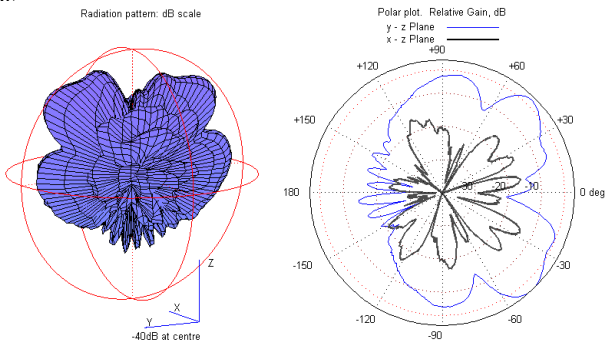 Radiation pattern: dB scale
Z
X
Y
-40dB at centre
Polar plot. Relative Gain, dB
y - z Plane
x - z Plane
+90
+120
+60
+150
+30
180
-30
-10
0 deg
-150
-30
-120
-60
-90